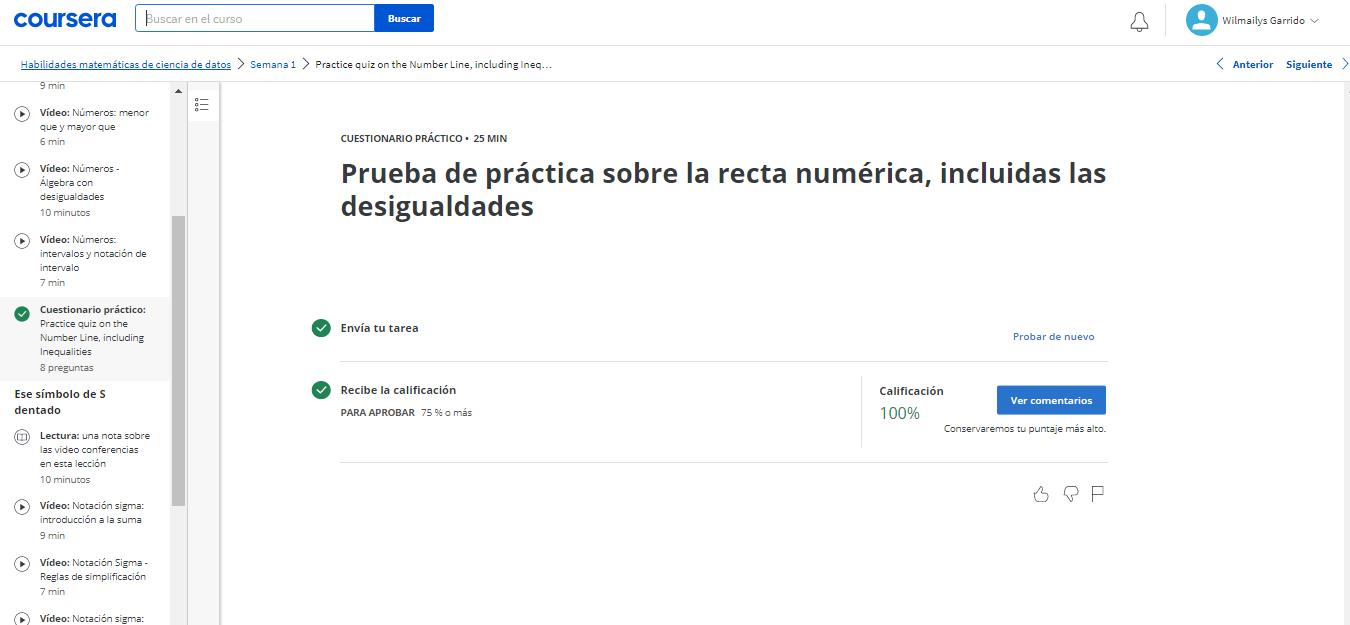 coursera
Buscar en el curso
Buscar
Wilmailys Garrido
Habilidades matemáticas de ciencia de datos
Semana 1
Practice quiz on the Number Line, including Ineq...
Anterior
Siguiente
9 min
Vídeo: Números: menor
que y mayor que
6 min
Vídeo: Números -
Álgebra con
desigualdades
10 minutos
Vídeo: Números:
intervalos y notación de
intervalo
7 min
Cuestionario práctico:
Practice quiz on the
Number Line, including
Inequalities
8 preguntas
Ese símbolo de S
dentado
Lectura: una nota sobre
las video conferencias
en esta lección
10 minutos
Vídeo: Notación sigma:
introducción a la suma
9 min
Vídeo: Notación Sigma -
Reglas de simplificación
7 min
Vídeo: Notación sigma:
CUESTIONARIO PRÁCTICO • 25 MIN
Prueba de práctica sobre la recta numérica, incluidas las
desigualdades
Envía tu tarea
Probar de nuevo
Recibe la calificación
PARA APROBAR 75 % o más
Calificación
100%
Ver comentarios
Conservaremos tu puntaje más alto.